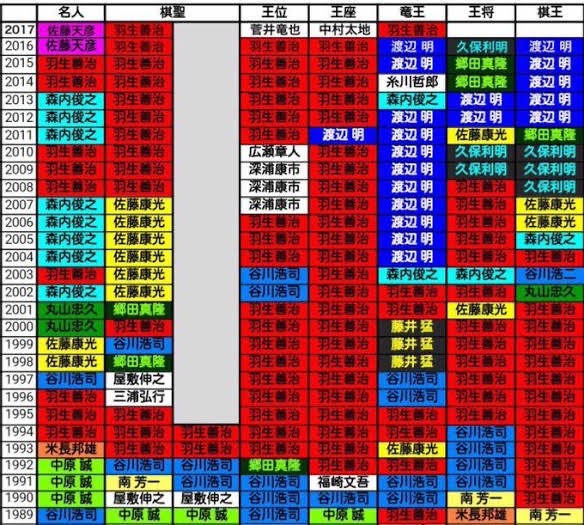 名人 棋聖 王位 王座 竜王 王将 棋王
2017 佐藤天彦 羽生善治 菅井竜也 中村太地 羽生善治
2016 佐藤天彦 羽生善治 羽生善治 羽生善治 渡辺 明 久保利明 渡辺 明
2015 羽生善治 羽生善治 羽生善治 羽生善治 渡辺 明 郷田真隆 渡辺 明
2014 羽生善治 羽生善治 羽生善治 羽生善治 糸川哲郎 郷田真隆 渡辺 明
2013 森内俊之 羽生善治 羽生善治 羽生善治 森内俊之 渡辺 明 渡辺 明
2012 森内俊之 羽生善治 羽生善治 羽生善治 渡辺 明 渡辺 明 渡辺 明
2011 森内俊之 羽生善治 羽生善治 渡辺 明 渡辺 明 佐藤康光 郷田真隆
2010 羽生善治 羽生善治 広瀬章人 羽生善治 渡辺 明 久保利明 久保利明
2009 羽生善治 羽生善治 深浦康市 羽生善治 渡辺 明 久保利明 久保利明
2008 羽生善治 羽生善治 深浦康市 羽生善治 渡辺 明 羽生善治 久保利明
2007 森内俊之 佐藤康光 深浦康市 羽生善治 渡辺 明 羽生善治 佐藤康光
2006 森内俊之 佐藤康光 羽生善治 羽生善治 渡辺 明 羽生善治 佐藤康光
2005 森内俊之 佐藤康光 羽生善治 羽生善治 渡辺 明 羽生善治 森内俊之
2004 森内俊之 佐藤康光 羽生善治 羽生善治 渡辺 明 羽生善治 羽生善治
2003 羽生善治 佐藤康光 谷川浩司 羽生善治 森内俊之 森内俊之 谷川浩二
2002 森内俊之 佐藤康光 谷川浩司 羽生善治 羽生善治 羽生善治 丸山忠久
2001 丸山忠久 郷田真隆 羽生善治 羽生善治 羽生善治 佐藤康光 羽生善治
2000 丸山忠久 羽生善治 羽生善治 羽生善治 藤井 猛 羽生善治 羽生善治
1999 佐藤康光 谷川浩司 羽生善治 羽生善治 藤井 猛 羽生善治 羽生善治
1998 佐藤康光 郷田真隆 羽生善治 羽生善治 藤井 猛 羽生善治 羽生善治
1997 谷川浩司 屋敷伸之 羽生善治 羽生善治 谷川浩司 羽生善治 羽生善治
1996 羽生善治 三浦弘行 羽生善治 羽生善治 谷川浩司 羽生善治 羽生善治
1995 羽生善治 羽生善治 羽生善治 羽生善治 羽生善治 羽生善治 羽生善治
1994 羽生善治 羽生善治 羽生善治 羽生善治 羽生善治 羽生善治 谷川浩司 羽生善治
1993 米長邦雄 羽生善治 羽生善治 羽生善治 羽生善治 佐藤康光 谷川浩司 羽生善治
1992 中原 誠 谷川浩司 谷川浩司 郷田真隆 羽生善治 羽生善治 谷川浩司 羽生善治
1991 中原 誠 南 芳一 谷川浩司 谷川浩司 福崎文吾 谷川浩司 谷川浩司 羽生善治
1990 中原 誠 屋敷伸之 屋敷伸之 谷川浩司 谷川浩司 谷川浩司 南 芳一 羽生善治
1989 谷川浩司 中原 誠 中原 誠 谷川浩司 中原 誠 羽生善治 米長邦雄 南 芳一